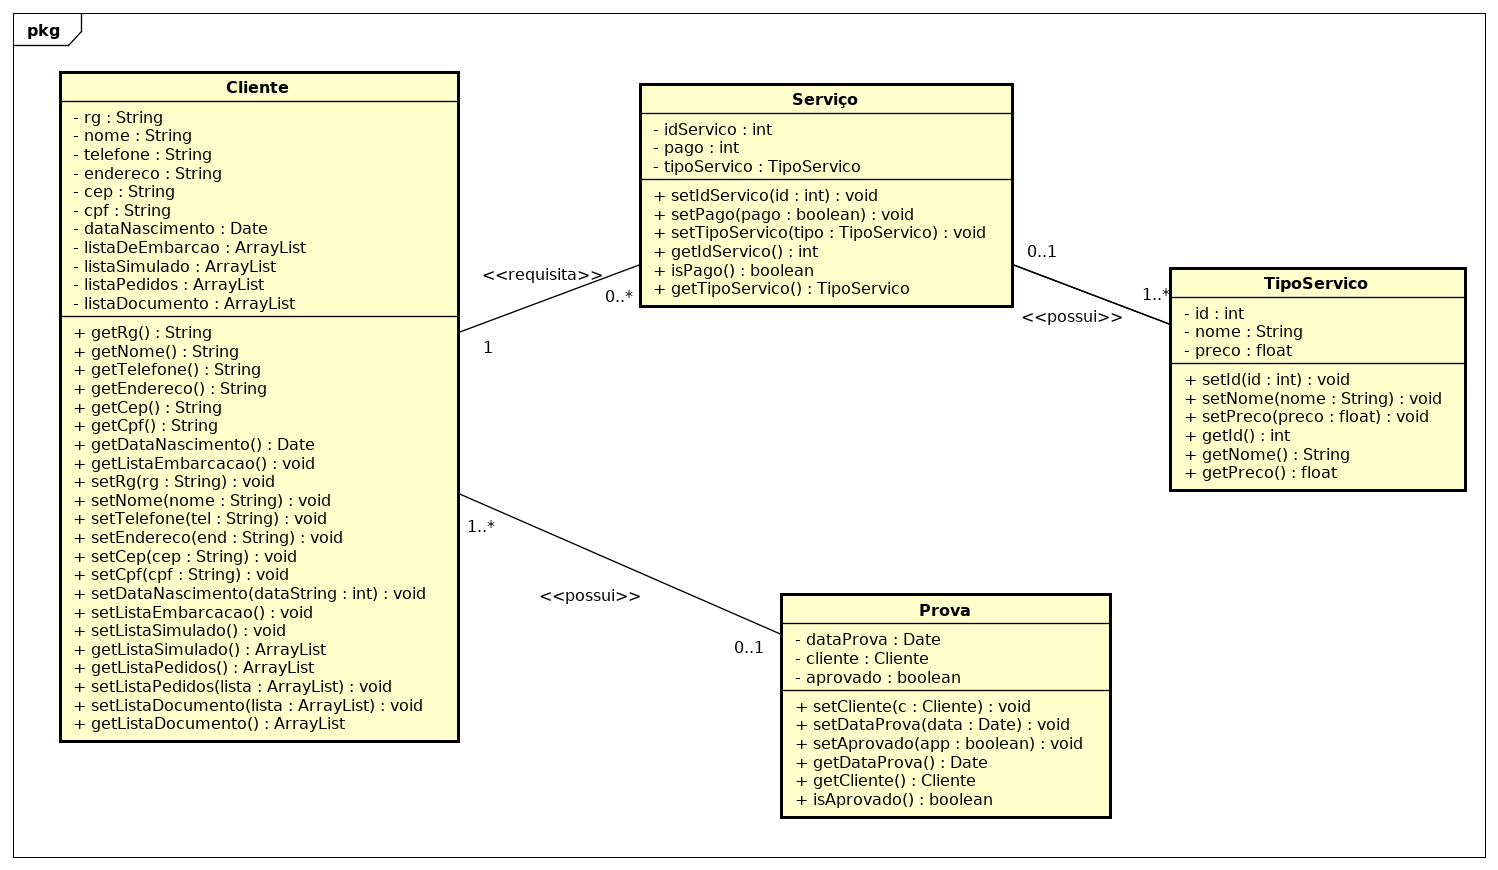 pkg
Cliente
- rg : String
- nome : String
- telefone : String
- endereco : String
- cep : String
- cpf : String
- dataNascimento : Date
- listaDeEmbarcao : ArrayList
- listaSimulado : ArrayList
- listaPedidos : ArrayList
- listaDocumento : ArrayList
+ getRg() : String
+ getNome() : String
+ getTelefone() : String
+ getEndereco() : String
+ getCep() : String
+ getCpf() : String
+ getDataNascimento() : Date
+ getListaEmbarcacao() : void
+ setRg(rg : String) : void
+ setNome(nome : String) : void
+ setTelefone(tel : String) : void
+ setEndereco(end : String) : void
+ setCep(cep : String) : void
+ setCpf(cpf : String) : void
+ setDataNascimento(dataString : int) : void
+ setListaEmbarcacao() : void
+ setListaSimulado() : void
+ getListaSimulado() : ArrayList
+ getListaPedidos() : ArrayList
+ setListaPedidos(lista : ArrayList) : void
+ setListaDocumento(lista : ArrayList) : void
+ getListaDocumento() : ArrayList
<<requisita>>
0..*
1
Serviço
- idServico : int
- pago : int
- tipoServico : TipoServico
+ setIdServico(id : int) : void
+ setPago(pago : boolean) : void
+ setTipoServico(tipo : TipoServico) : void
+ getIdServico() : int
+ isPago() : boolean
+ getTipoServico() : TipoServico
0..1
1..*
<<possui>>
TipoServico
- id : int
- nome : String
- preco : float
+ setId(id : int) : void
+ setNome(nome : String) : void
+ setPreco(preco : float) : void
+ getId() : int
+ getNome() : String
+ getPreco() : float
1..*
<<possui>>
0..1
Prova
- dataProva : Date
- cliente : Cliente
- aprovado : boolean
+ setCliente(c : Cliente) : void
+ setDataProva(data : Date) : void
+ setAprovado(app : boolean) : void
+ getDataProva() : Date
+ getCliente() : Cliente
+ isAprovado() : boolean